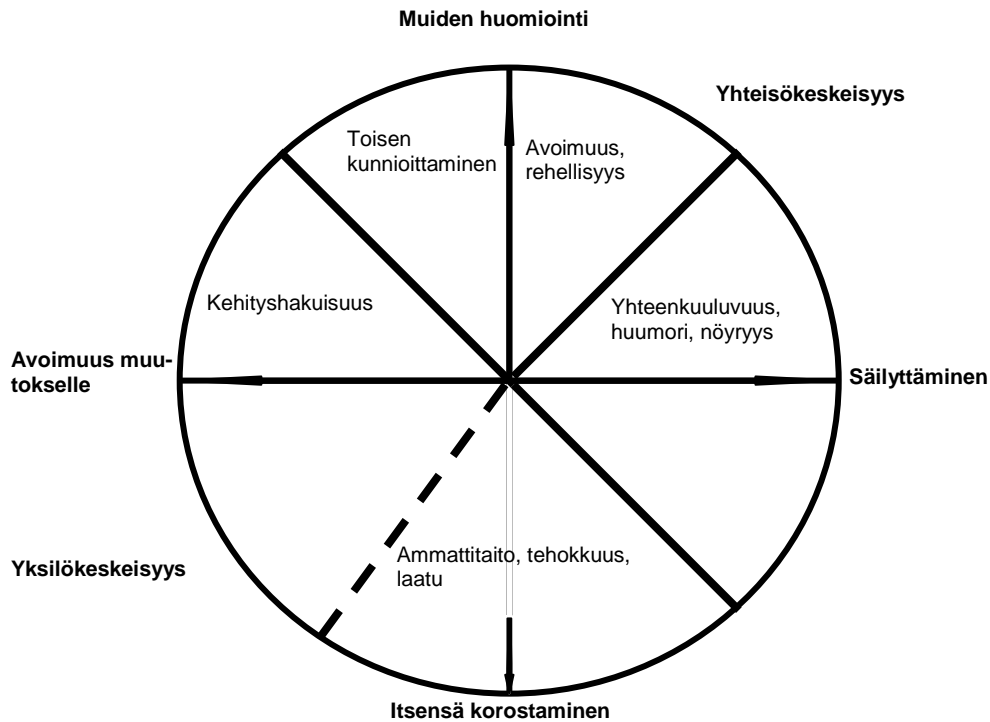 Muiden huomiointi
Yhteisökeskeisyys
Toisen
kunnioittaminen
Avoimuus,
rehellisyys
Kehityshakuisuus
Yhteenkuuluvuus,
huumori, nöyryys
Avoimuus muu-
tokselle
Säilyttäminen
Yksilökeskeisyys
Ammattitaito, tehokkuus,
laatu
Itsensä korostaminen